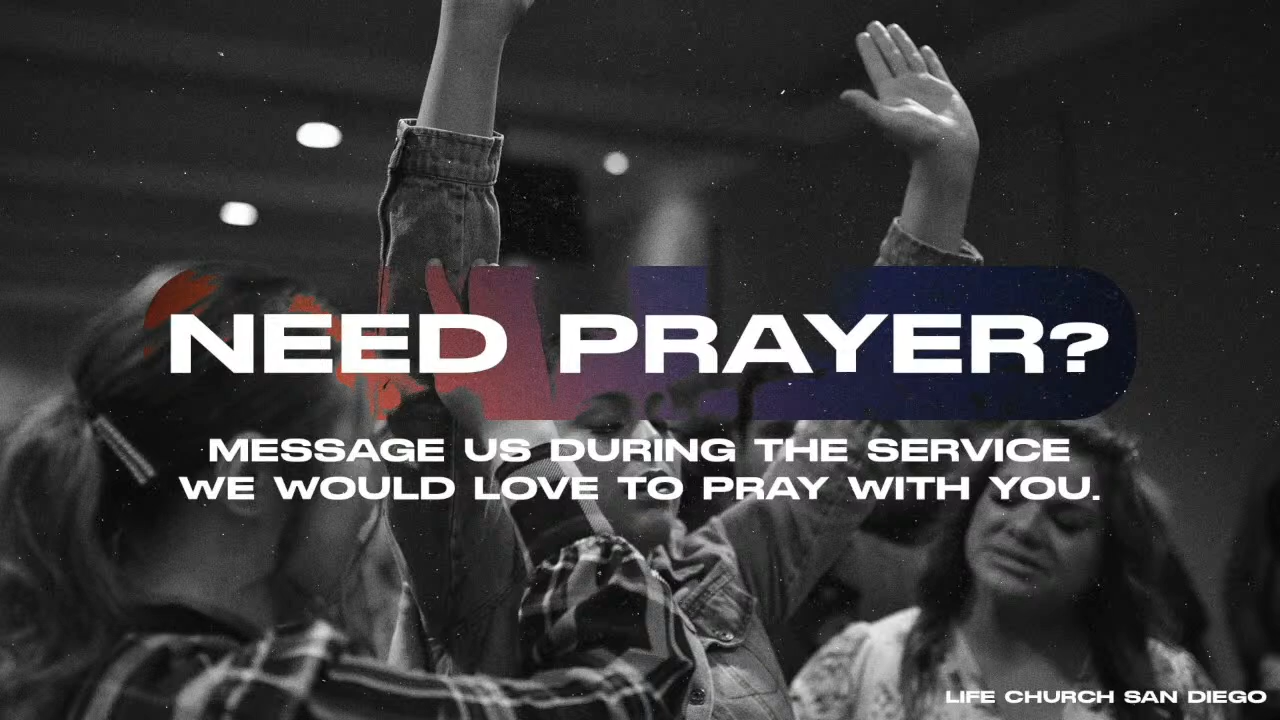 NEED PRAYER?
MESSAGE US DURING THE SERVICE
WE WOULD LOVE TO PRAY WITH YOU.
LIFE CHURCH SAN DIEGO